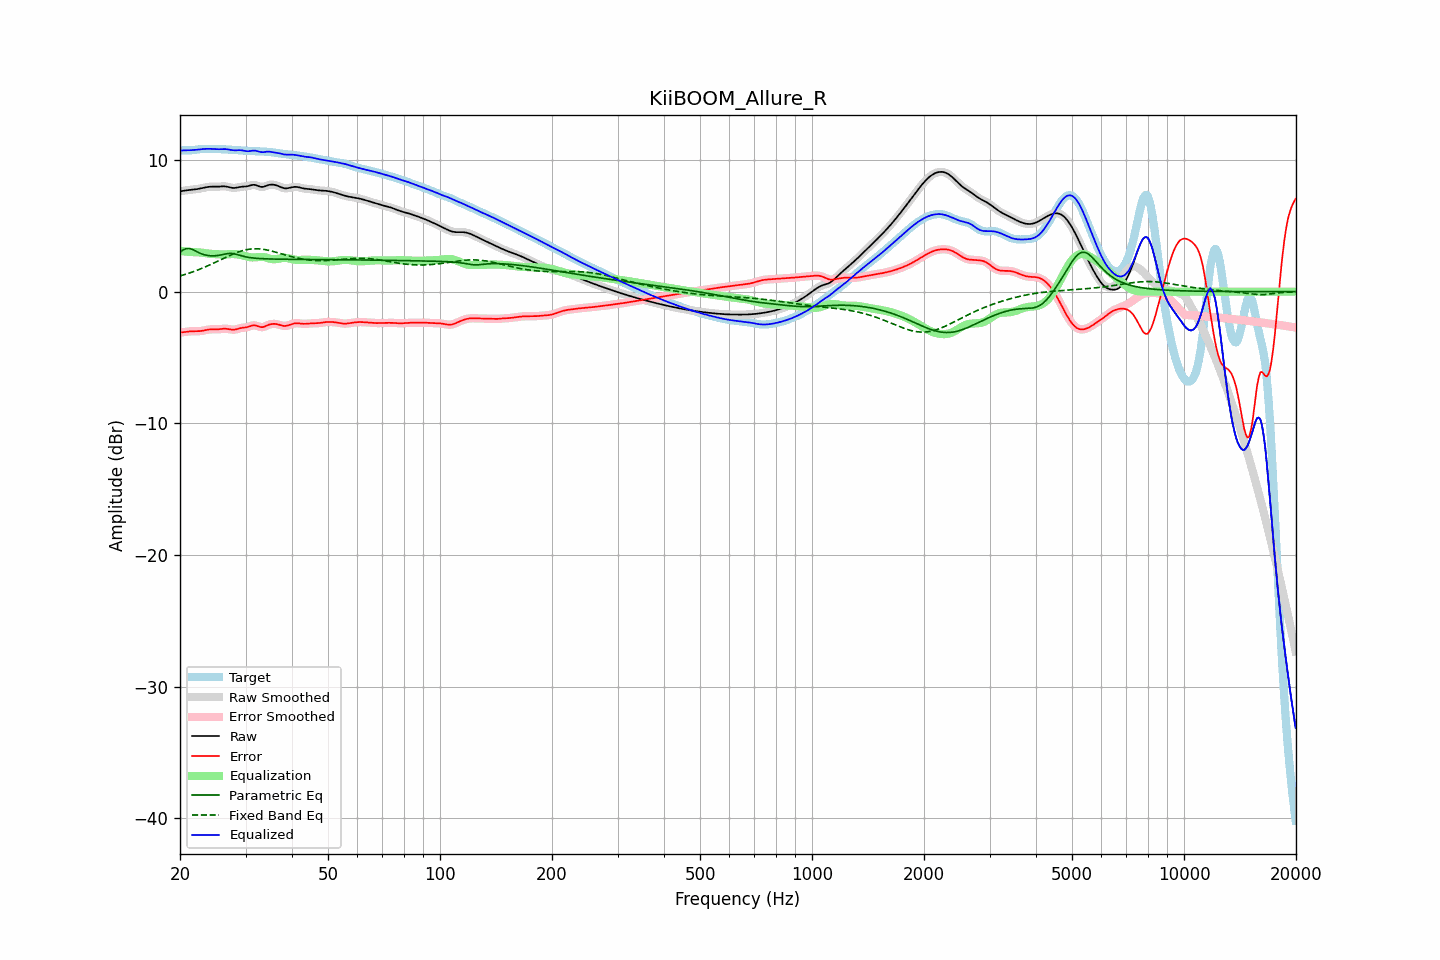 KiiBOOM_Allure_R
Amplitude (dBr)
10
0
−10
−20
−30
−40
Target
Raw Smoothed
Error Smoothed
Raw
Error
Equalization
Parametric Eq
Fixed Band Eq
Equalized
20
50
100
200
500
1000
2000
5000
10000
20000
Frequency (Hz)